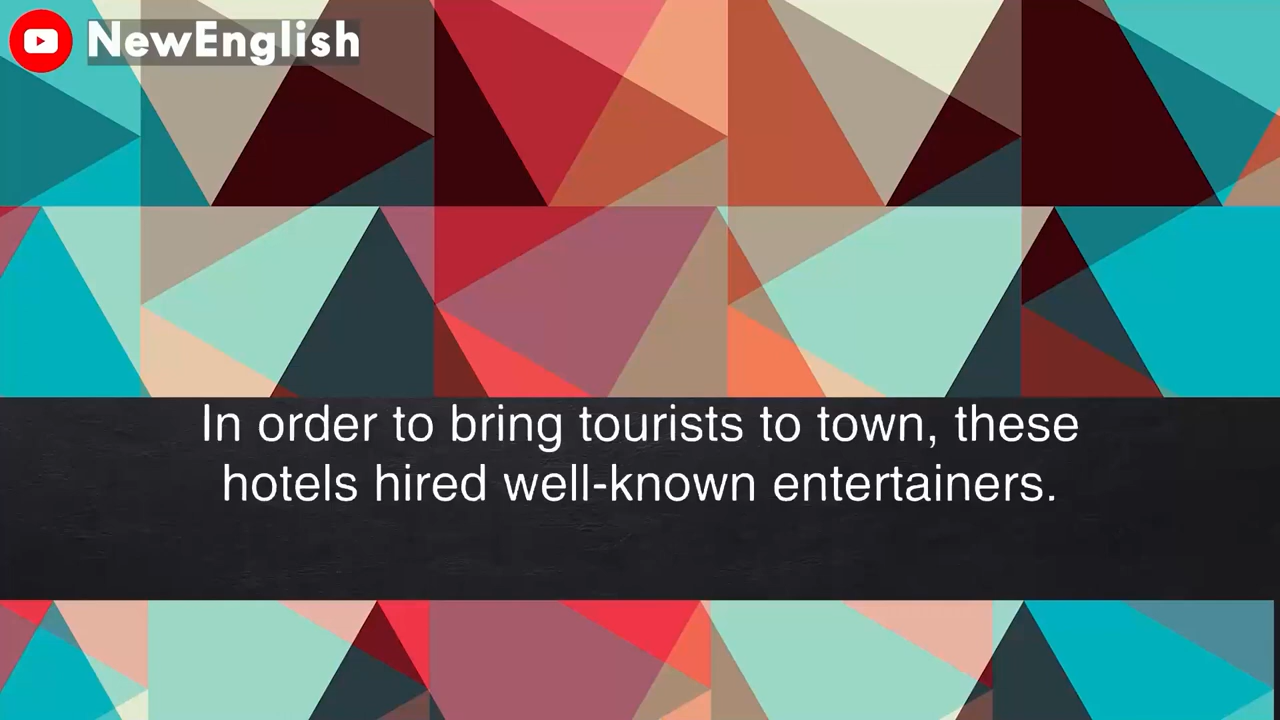 NewEnglish
In order to bring tourists to town, these
hotels hired well-known entertainers.